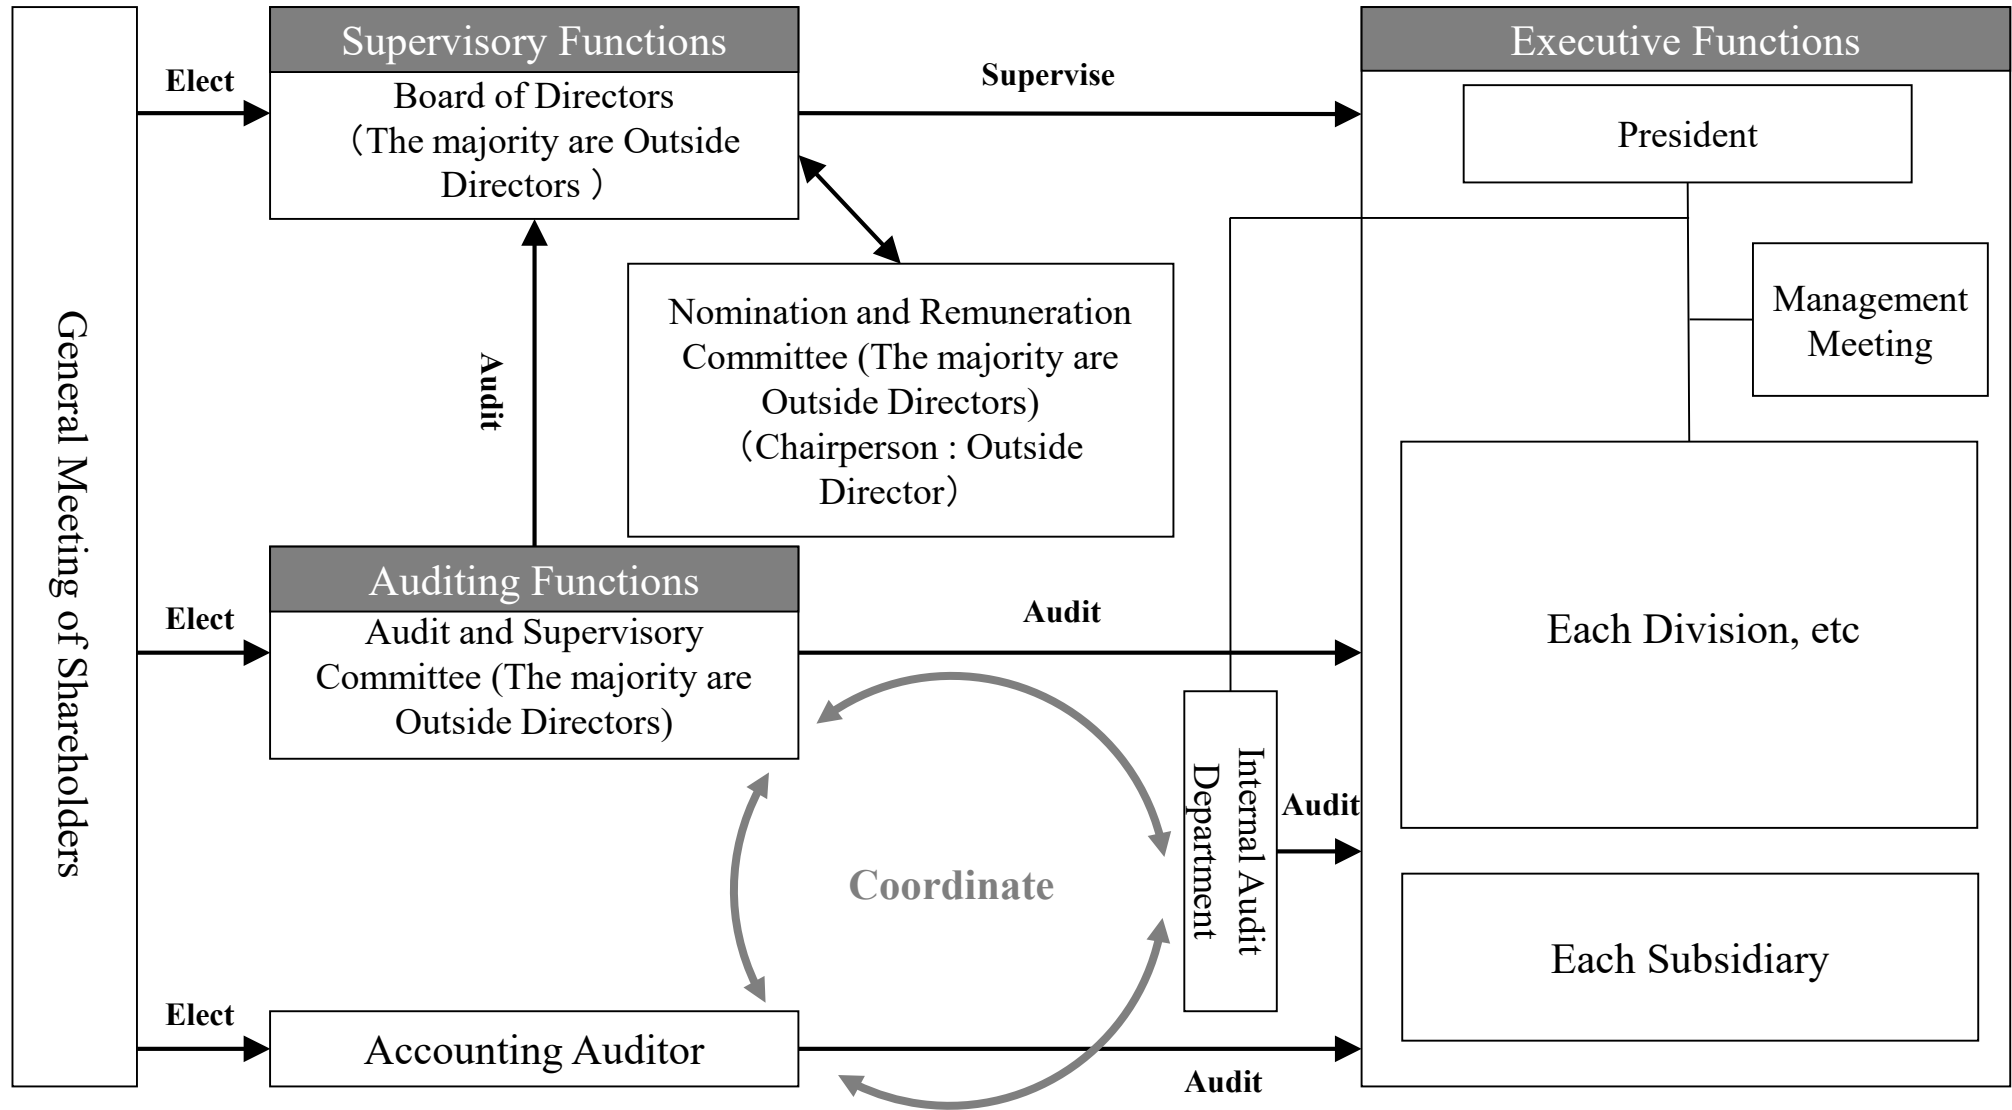 General Meeting of Shareholders
Elect
Supervisory Functions
Board of Directors
（The majority are Outside
Directors ）
Supervise
Executive Functions
President
Management
Meeting
Nomination and Remuneration
Committee (The majority are
Outside Directors)
（Chairperson : Outside
Director）
Audit
Elect
Auditing Functions
Audit and Supervisory
Committee (The majority are
Outside Directors)
Audit
Each Division, etc
Internal Audit
Department
Audit
Coordinate
Each Subsidiary
Elect
Accounting Auditor
Audit